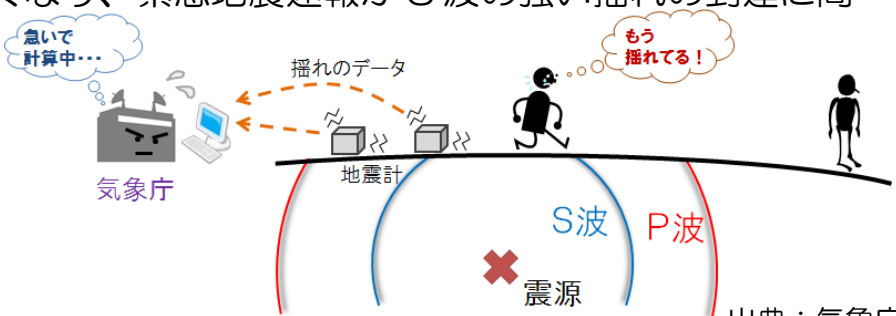 急いで
計算中・・・
もう
揺れてる！
揺れのデータ
地震計
気象庁
S波
P波
震源